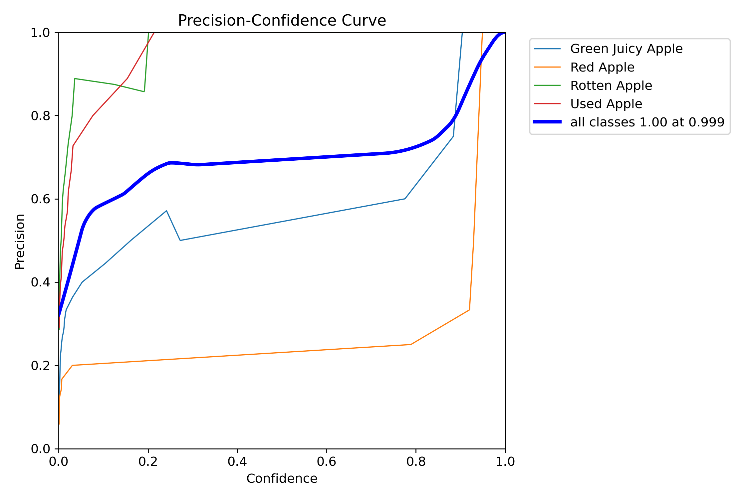 Precision-Confidence Curve
1.0
0.8
0.6
0.4
0.2
0.0
Precision
0.0 0.2 0.4 0.6 0.8 1.0
Confidence
Green Juicy Apple
Red Apple
Rotten Apple
Used Apple
all classes 1.00 at 0.999